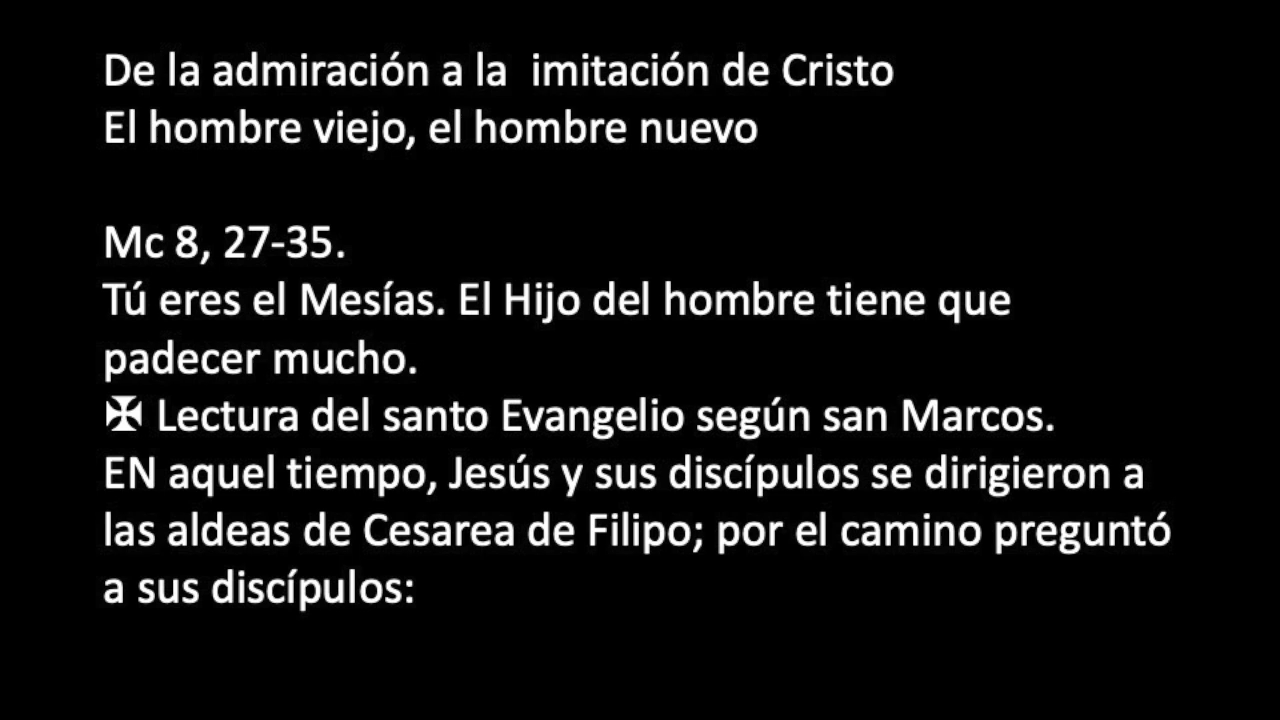 De la admiración a la  imitación de Cristo
El hombre viejo, el hombre nuevo
Mc 8, 27-35.
Tú eres el Mesías. El Hijo del hombre tiene que
padecer mucho.
✠ Lectura del santo Evangelio según san Marcos.
EN aquel tiempo, Jesús y sus discípulos se dirigieron a
las aldeas de Cesarea de Filipo; por el camino preguntó
a sus discípulos: